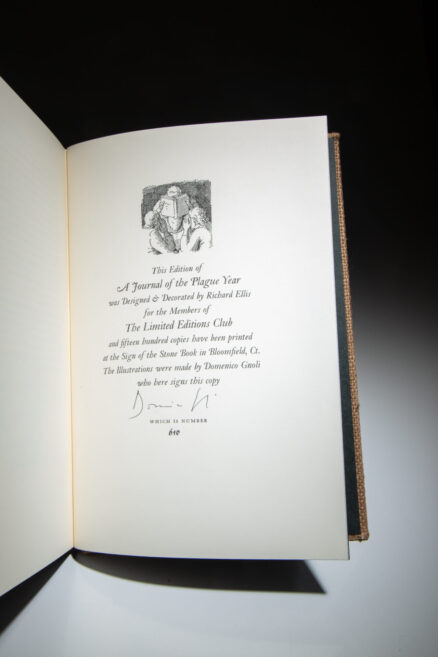 This Edition of
A Journal of the Plague Year
was Designed & Decorated by Richard Ellis
for the Members of
The Limited Editions Club
and fifteen hundred copies have been printed
at the Sign of the Stone Book in Bloomfield, Ct.
The Illustrations were made by Domenico Gnoli
who here signs this copy
WHICH IS NUMBER